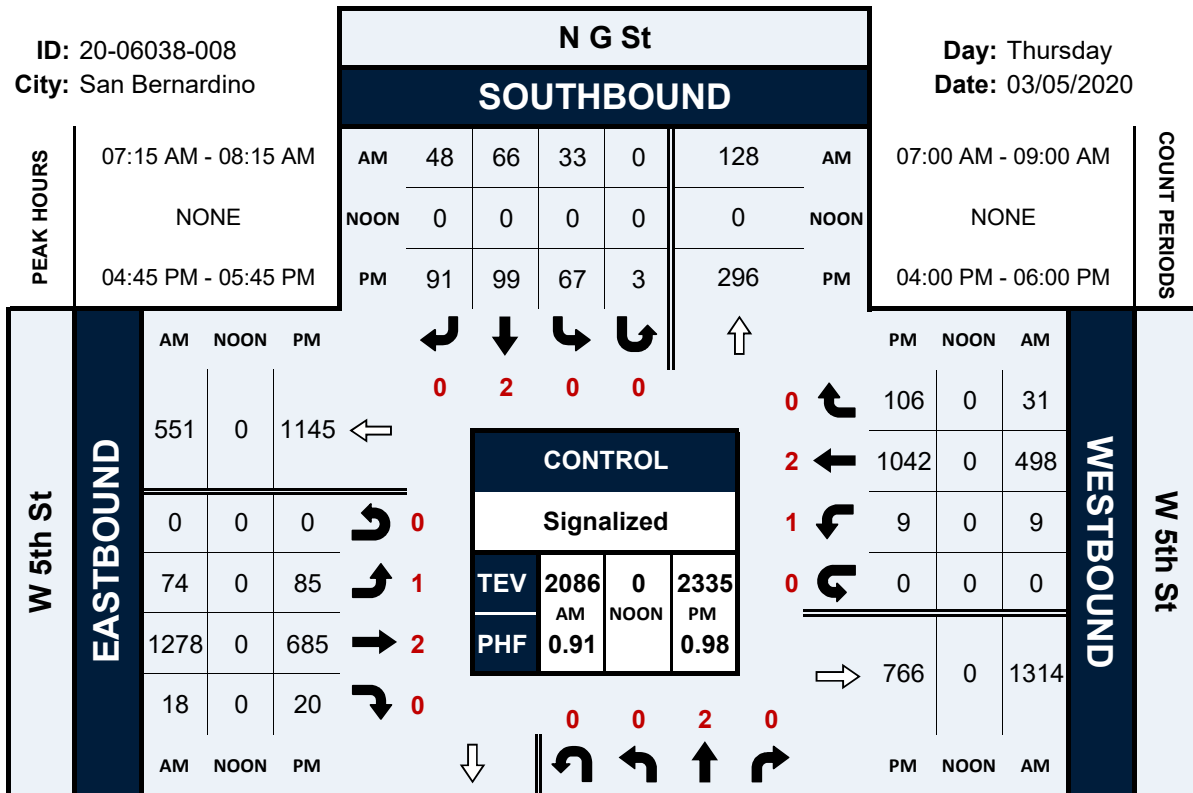 N G St
ID: 20-06038-008
Day: Thursday
City: San Bernardino
Date: 03/05/2020
SOUTHBOUND
PEAK HOURS
07:15 AM - 08:15 AM
AM 48 66 33 0 128 AM
07:00 AM - 09:00 AM
COUNT PERIODS
NONE
NOON 0 0 0 0 0 NOON
NONE
04:45 PM - 05:45 PM
PM 91 99 67 3 296 PM
04:00 PM - 06:00 PM
W 5th St
EASTBOUND
AM NOON PM
PM NOON AM
0 2 0 0
551 0 1145
0 106 0 31
2 1042 0 498
1 9 0 9
0 0 0 0
WESTBOUND
W 5th St
CONTROL
Signalized
TEV 2086 0 2335
AM NOON PM
PHF 0.91 0.98
0 0 0 0
74 0 85 1
1278 0 685 2
18 0 20 0
766 0 1314
0 0 2 0
AM NOON PM
PM NOON AM